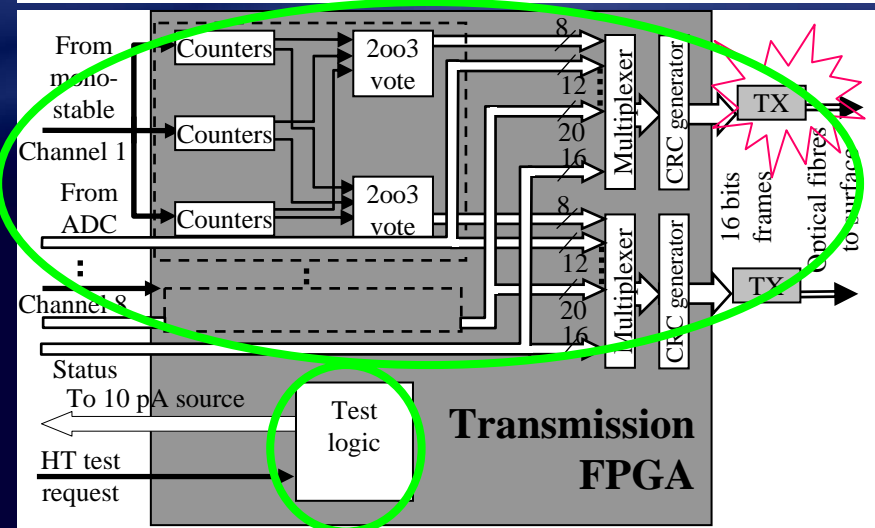 From
mono-
stable
Channel 1
From
ADC
Channel 8
Status
To 10 pA source
HT test
request
Counters
Counters
Counters
2oo3
vote
2oo3
vote
8
12
20
16
8
12
20
16
Multiplexer
CRC generator
Multiplexer
CRC generator
TX
TX
16 bits
frames
Optical fibres
to surface
Test
logic
Transmission
FPGA